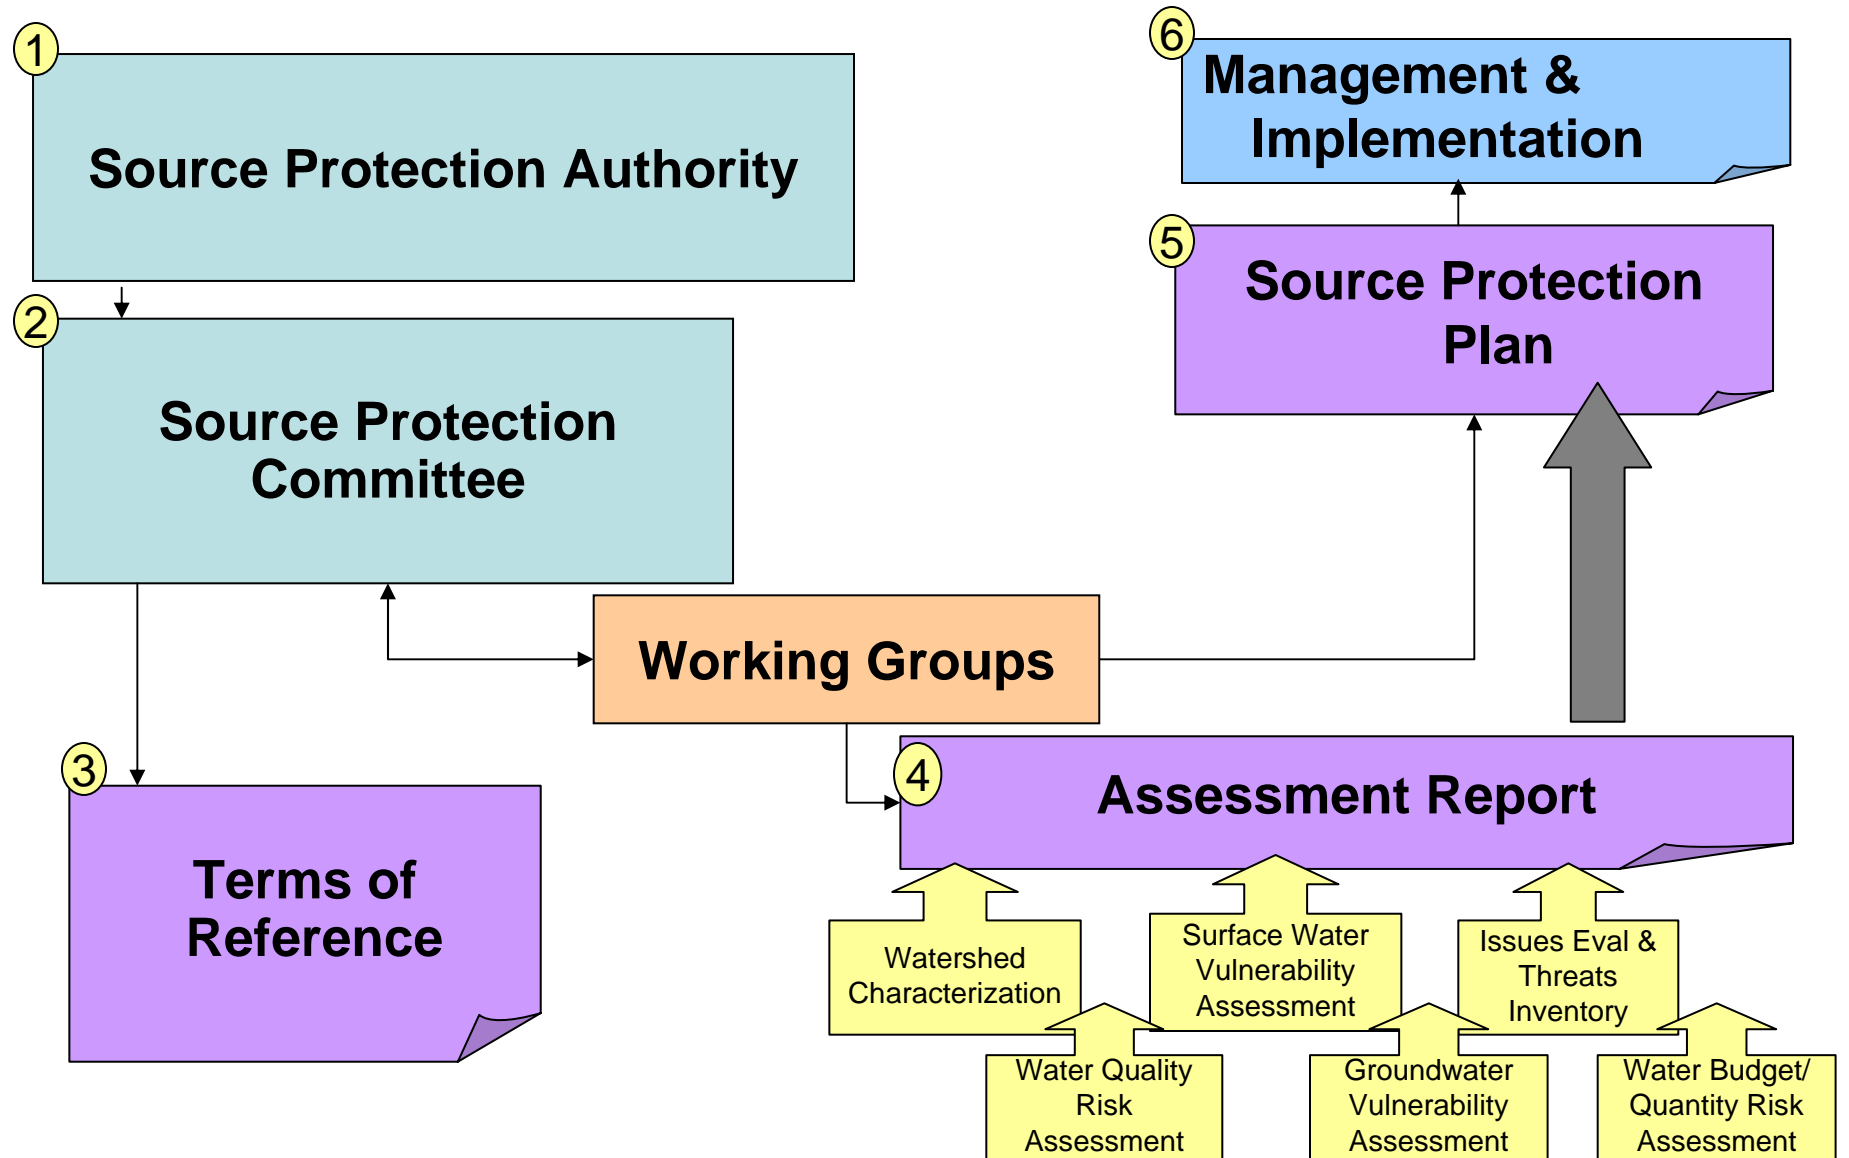 1
Source Protection Authority
2
Source Protection
Committee
3
Terms of
Reference
Working Groups
6
Management &
Implementation
5
Source Protection
Plan
4
Assessment Report
Watershed
Characterization
Surface Water
Vulnerability
Assessment
Issues Eval &
Threats
Inventory
Water Quality
Risk
Assessment
Groundwater
Vulnerability
Assessment
Water Budget/
Quantity Risk
Assessment